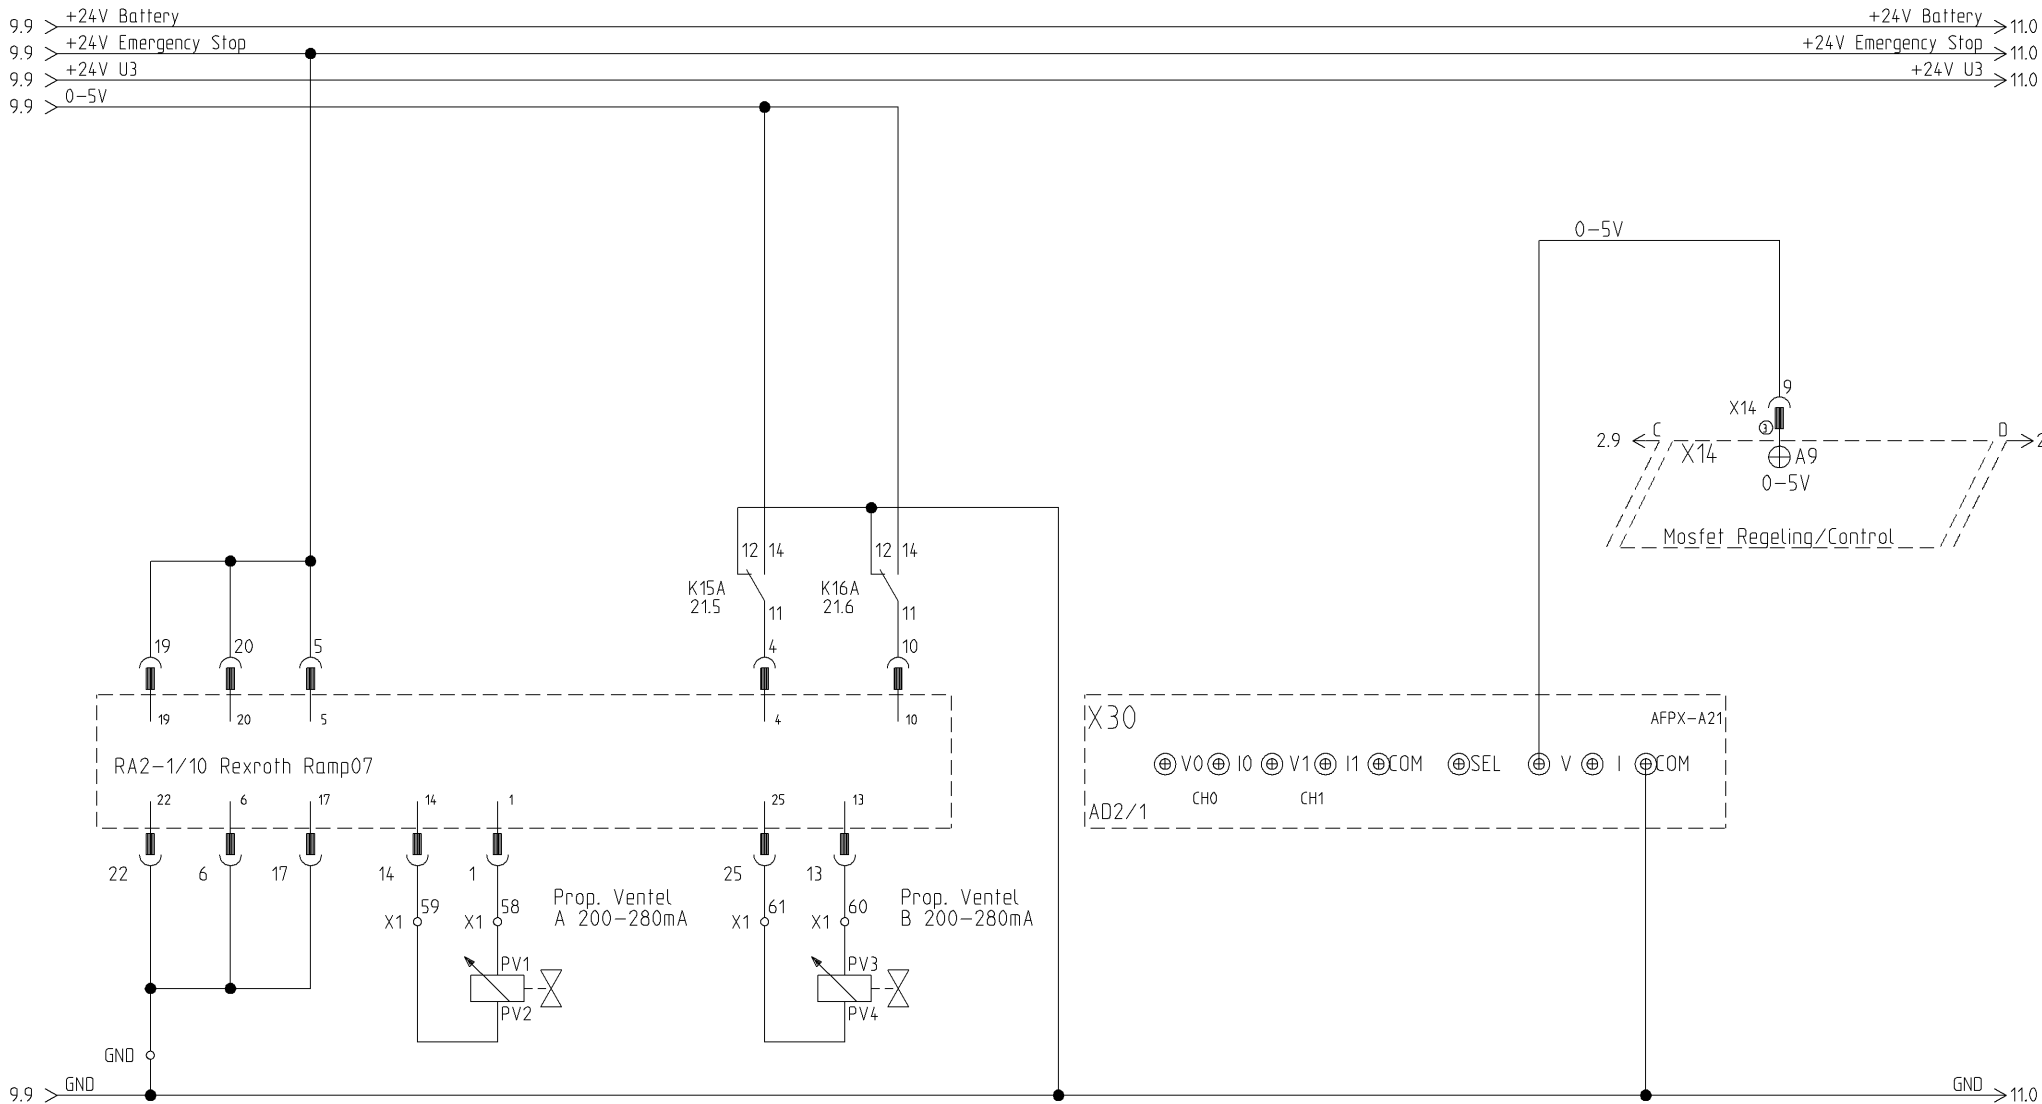 9.9 +24V Battery +24V Battery 11.0
9.9 +24V Emergency Stop +24V Emergency Stop 11.0
9.9 +24V U3 +24V U3 11.0
9.9 0-5V
0-5V
9
X14
3
2.9 C D
X14 A9
0-5V
Mosfet Regeling/Control
12 14 12 14
K15A K16A
21.5 21.6
11 11
19 20 5 4 10
19 20 5 4 10
X30 AFPX-A21
RA2-1/10 Rexroth Ramp07
V0 I0 V1 I1 COM SEL V I COM
CH0 CH1
22 6 17 14 1 25 13
AD2/1
22 6 17 14 1 25 13
Prop. Ventel Prop. Ventel
A 200-280mA B 200-280mA
59 58 61 60
X1 X1 X1 X1
PV1 PV3
PV2 PV4
GND
9.9 GND GND 11.0